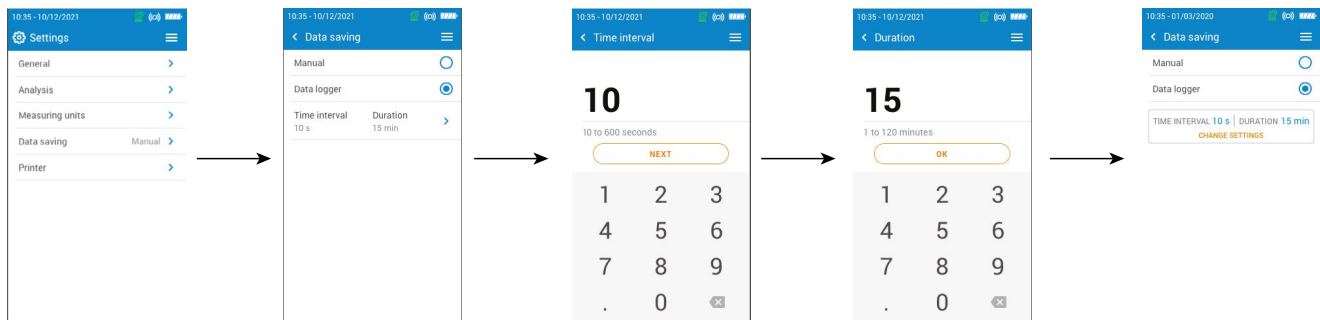 10:35 - 10/12/2021
Settings
General
Analysis
Measuring units
Data saving Manual
Printer
10:35 - 10/12/2021
Data saving
Manual
Data logger
Time interval Duration
10 s 15 min
10:35 - 10/12/2021
Time interval
10
10 to 600 seconds
NEXT
1 2 3
4 5 6
7 8 9
. 0
10:35 - 10/12/2021
Duration
15
1 to 120 minutes
OK
1 2 3
4 5 6
7 8 9
. 0
10:35 - 01/03/2020
Data saving
Manual
Data logger
TIME INTERVAL 10 s | DURATION 15 min
CHANGE SETTINGS